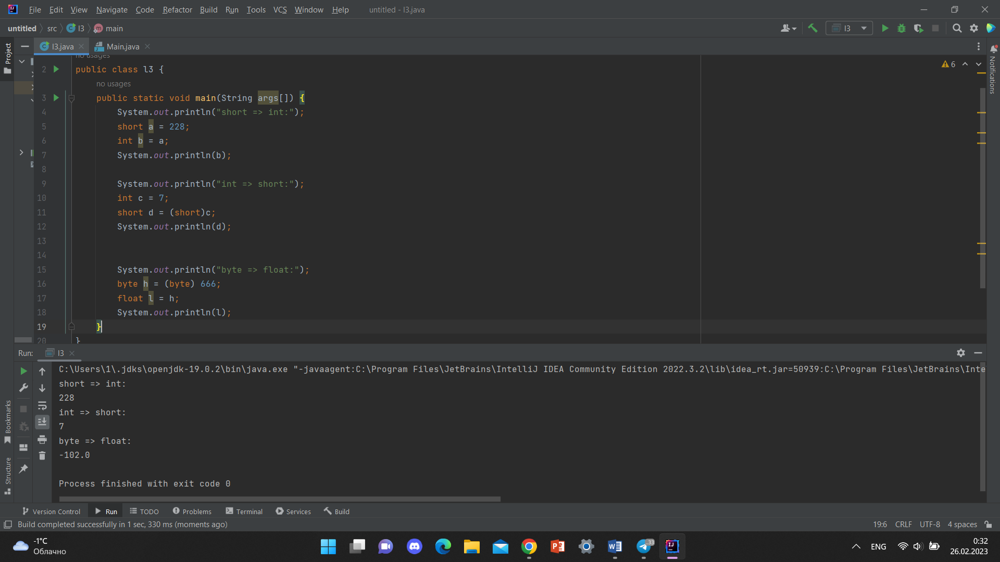 File Edit View Navigate Code Refactor Build Run Tools VCS Window Help untitled - l3.java
untitled src l3 main l3
Project
l3.java Main.java
Notifications
no usages
6
2 public class l3 {
no usages
3 public static void main(String args[]) {
4 System.out.println("short => int:");
5 short a = 228;
6 int b = a;
7 System.out.println(b);
8
9 System.out.println("int => short:");
10 int c = 7;
11 short d = (short)c;
12 System.out.println(d);
13
14
15 System.out.println("byte => float:");
16 byte h = (byte) 666;
17 float l = h;
18 System.out.println(l);
19 }
20 }
Run: l3
C:\Users\1\.jdks\openjdk-19.0.2\bin\java.exe "-javaagent:C:\Program Files\JetBrains\IntelliJ IDEA Community Edition 2022.3.2\lib\idea_rt.jar=50939:C:\Program Files\JetBrains\Inte
short => int:
228
int => short:
7
byte => float:
-102.0
Process finished with exit code 0
Bookmarks
Structure
Version Control Run TODO Problems Terminal Services Build
Build completed successfully in 1 sec, 330 ms (moments ago) 19:6 CRLF UTF-8 4 spaces
-1°C
Облачно
33
ENG
0:32
26.02.2023